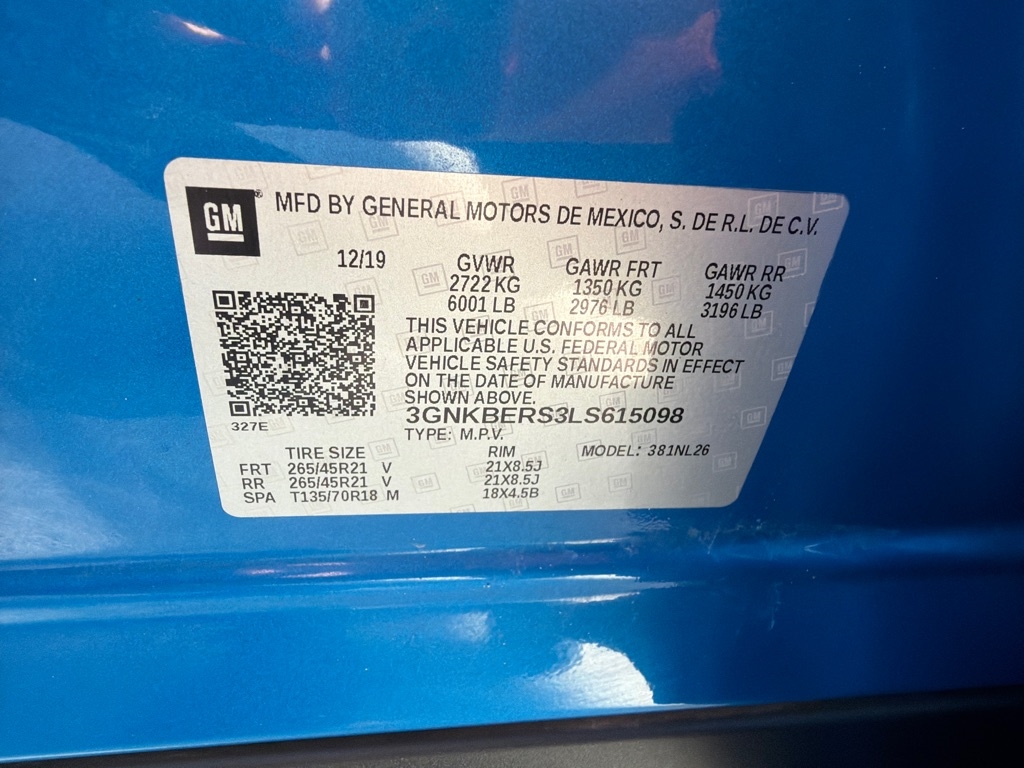 GM® MFD BY GENERAL MOTORS DE MEXICO, S. DE R.L. DE C.V.
12/19 GVWR GAWR FRT GAWR RR
2722 KG 1350 KG 1450 KG
6001 LB 2976 LB 3196 LB
THIS VEHICLE CONFORMS TO ALL
APPLICABLE U.S. FEDERAL MOTOR
VEHICLE SAFETY STANDARDS IN EFFECT
ON THE DATE OF MANUFACTURE
SHOWN ABOVE.
3GNKBERS3LS615098
327E
TYPE: M.P.V.
TIRE SIZE RIM MODEL: 381NL26
FRT 265/45R21 V 21X8.5J
RR 265/45R21 V 21X8.5J
SPA T135/70R18 M 18X4.5B